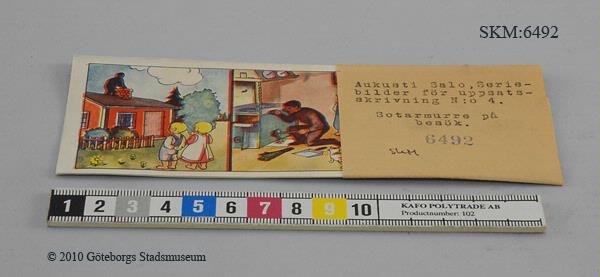 SKM:6492
Aukusti Salo,Serie-
bilder för uppsats-
skrivning N:o 4.
Sotarmurre på
besök.
6492
SkM
1 2 3 4 5 6 7 8 9 10
KAFO POLYTRADE AB
Productnumber: 102
© 2010 Göteborgs Stadsmuseum